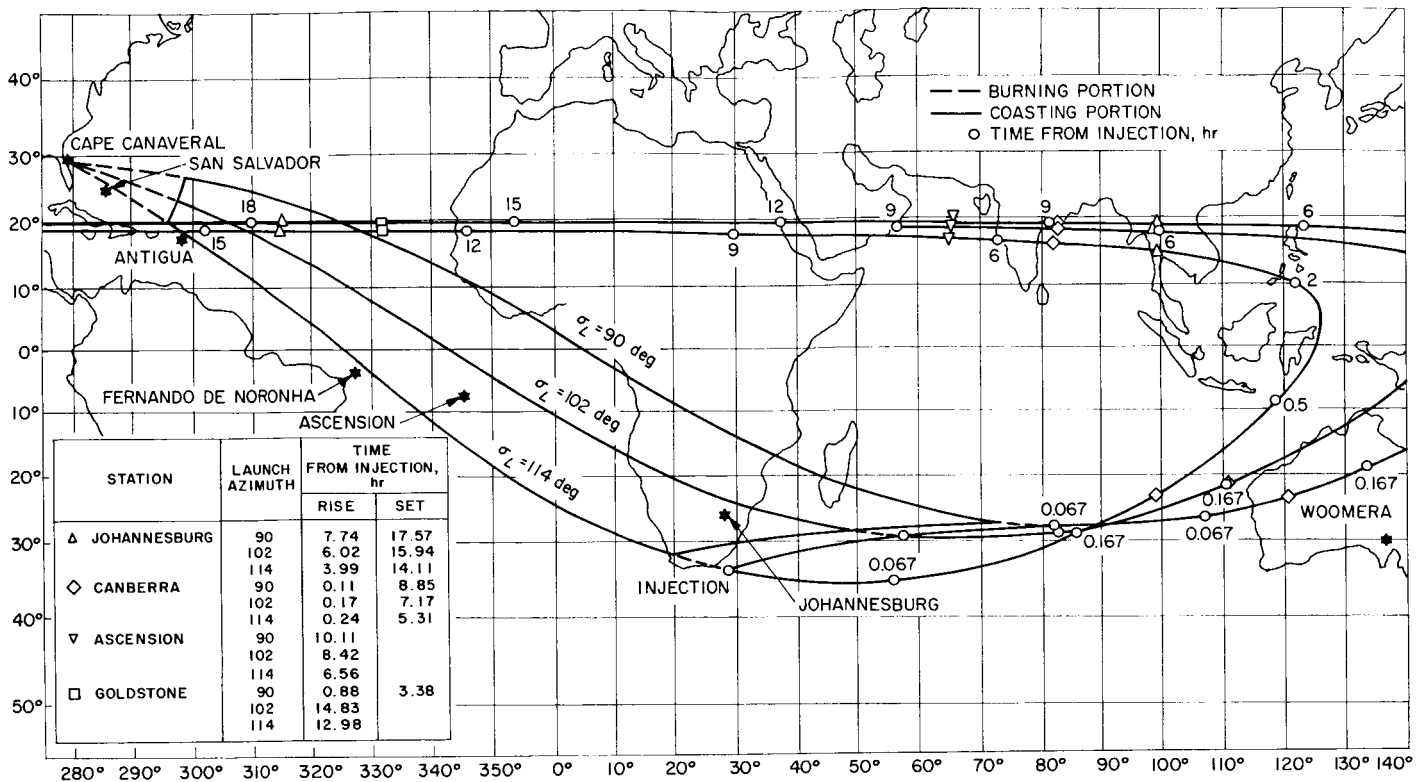 40°
30°
20°
10°
0°
10°
20°
30°
40°
50°
CAPE CANAVERAL
SAN SALVADOR
ANTIGUA
FERNANDO DE NORONHA
ASCENSION
INJECTION
JOHANNESBURG
WOOMERA
BURNING PORTION
COASTING PORTION
TIME FROM INJECTION, hr
18
15
12
9
9
6
15
12
9
6
6
2
0.5
σL=90 deg
σL=102 deg
σL=114 deg
0.067
0.167
0.167
0.067
0.167
0.067
STATION LAUNCH AZIMUTH TIME FROM INJECTION, hr
RISE SET
JOHANNESBURG 90 7.74 17.57
102 6.02 15.94
114 3.99 14.11
CANBERRA 90 0.11 8.85
102 0.17 7.17
114 0.24 5.31
ASCENSION 90 10.11
102 8.42
114 6.56
GOLDSTONE 90 0.88 3.38
102 14.83
114 12.98
280° 290° 300° 310° 320° 330° 340° 350° 0° 10° 20° 30° 40° 50° 60° 70° 80° 90° 100° 110° 120° 130° 140°